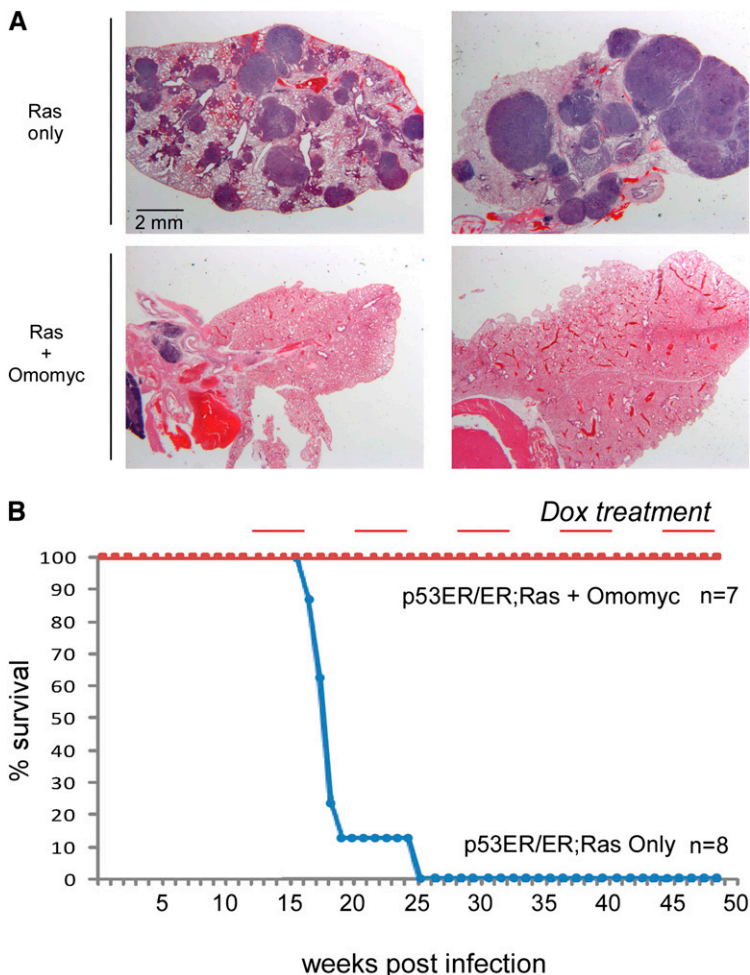 A
Ras
only
2 mm
Ras
+
Omomyc
B
Dox treatment
100
90
80
70
60
50
40
30
20
10
0
% survival
p53ER/ER;Ras + Omomyc n=7
p53ER/ER;Ras Only n=8
5 10 15 20 25 30 35 40 45 50
weeks post infection